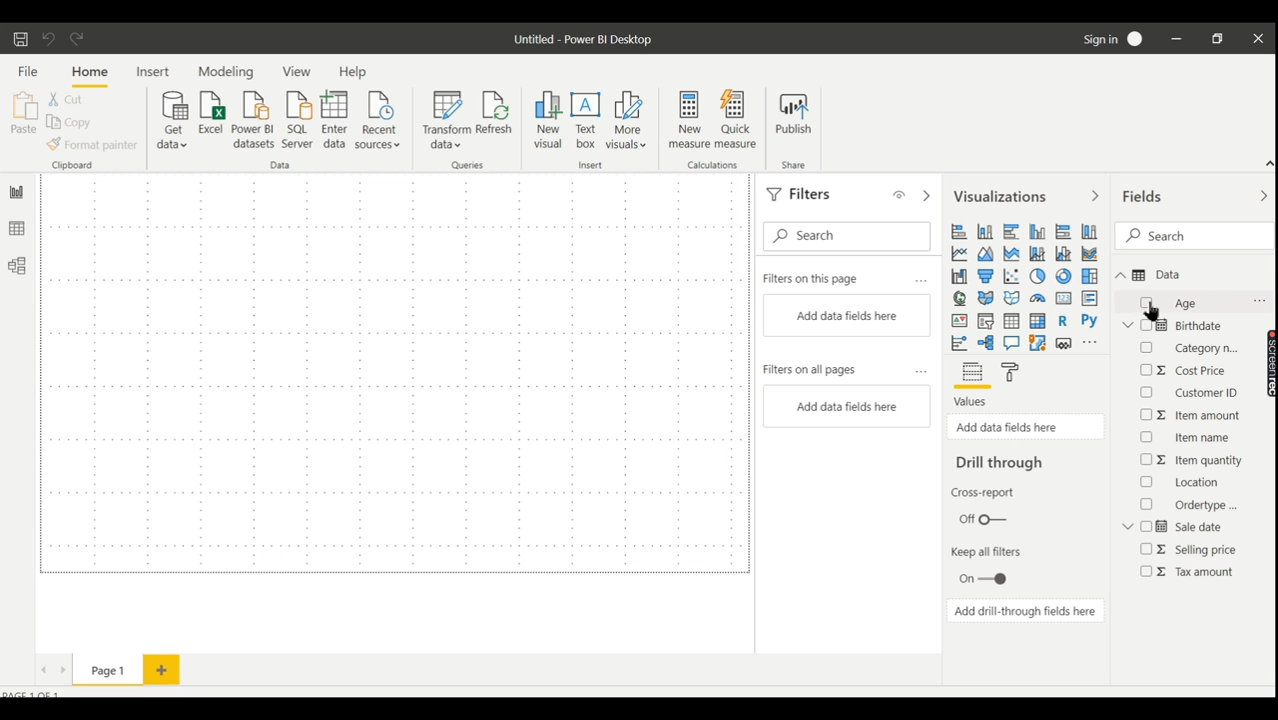 Untitled - Power BI Desktop
Sign in
File Home Insert Modeling View Help
Paste
Cut
Copy
Format painter
Clipboard
Get data
Excel
Power BI datasets
SQL Server
Enter data
Recent sources
Data
Transform data
Refresh
Queries
New visual
A
Text box
More visuals
Insert
New measure
Quick measure
Calculations
Publish
Share
Filters
Search
Filters on this page ...
Add data fields here
Filters on all pages ...
Add data fields here
Visualizations
123
R
Py
...
Values
Add data fields here
Drill through
Cross-report
Off
Keep all filters
On
Add drill-through fields here
Fields
Search
Data
Age ...
Birthdate
Category n...
Σ Cost Price
Customer ID
Σ Item amount
Item name
Σ Item quantity
Location
Ordertype ...
Sale date
Σ Selling price
Σ Tax amount
screenrec
Page 1
+
PAGE 1 OF 1